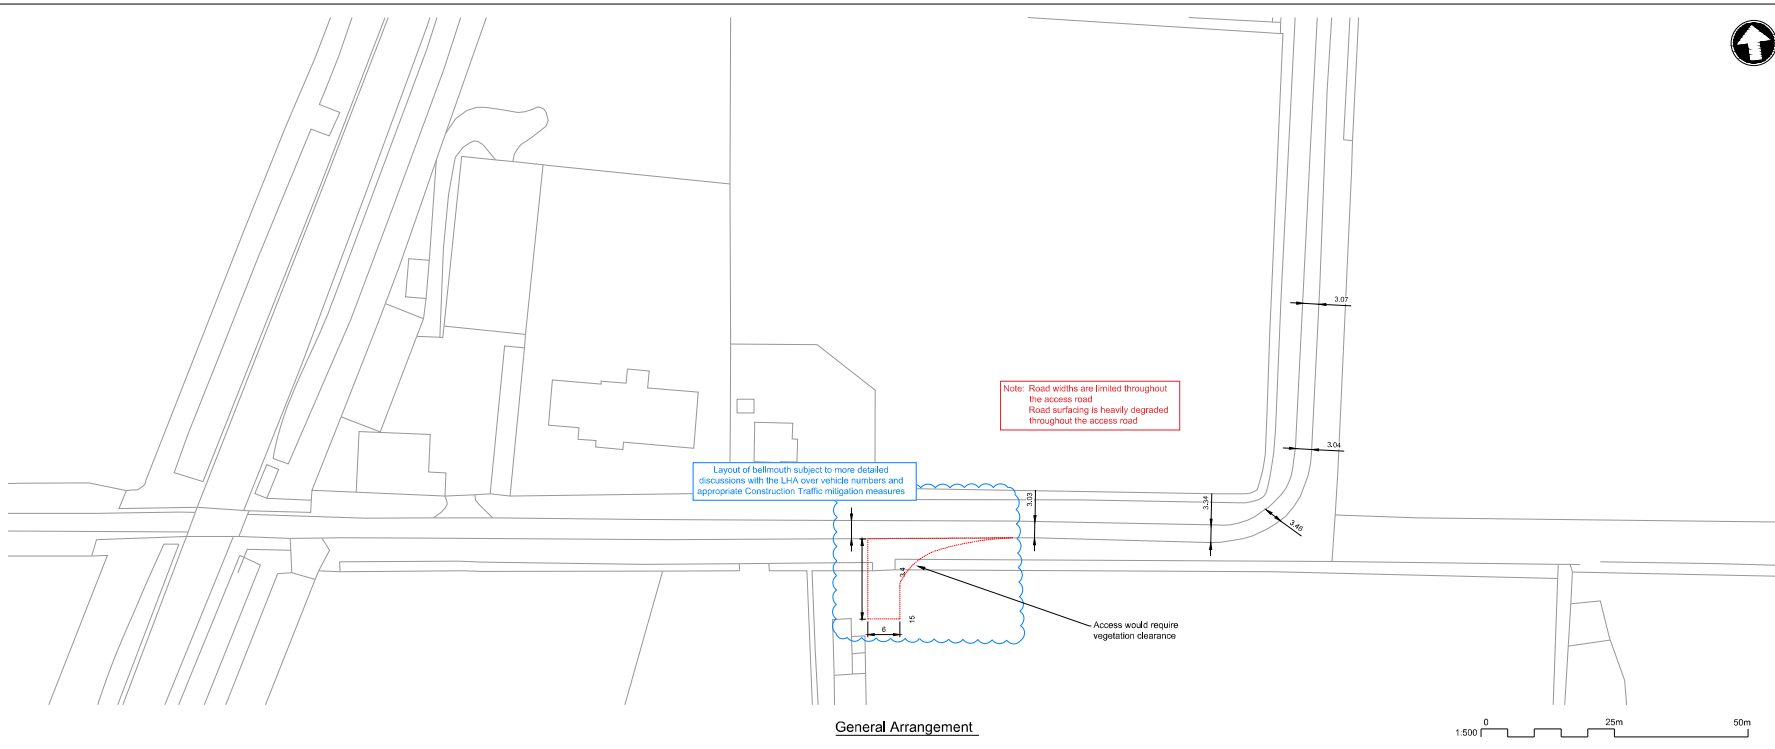 3.07
Note: Road widths are limited throughout
the access road
Road surfacing is heavily degraded
throughout the access road
3.04
Layout of bellmouth subject to more detailed
discussions with the LHA over vehicle numbers and
appropriate Construction Traffic mitigation measures
3.03
3.34
3.48
3.4
15
6
Access would require
vegetation clearance
General Arrangement
1:500
0
25m
50m